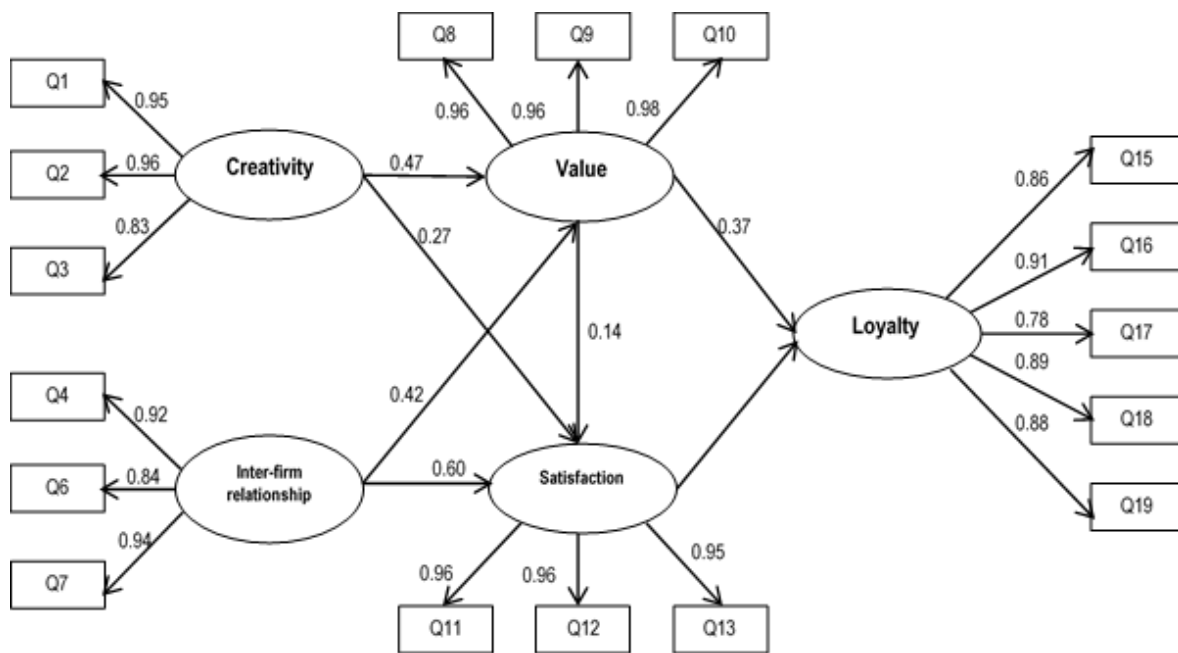 Q8
Q9
Q10
Q1
0.95
0.96
0.96
0.98
Q2
0.96
Creativity
0.47
Value
Q15
0.86
0.83
Q3
0.27
0.37
Q16
0.91
Loyalty
0.78
Q17
0.14
0.89
Q4
0.92
0.42
Q18
0.88
Q6
0.84
Inter-firm
relationship
0.60
Satisfaction
Q19
0.94
Q7
0.96
0.96
0.95
Q11
Q12
Q13